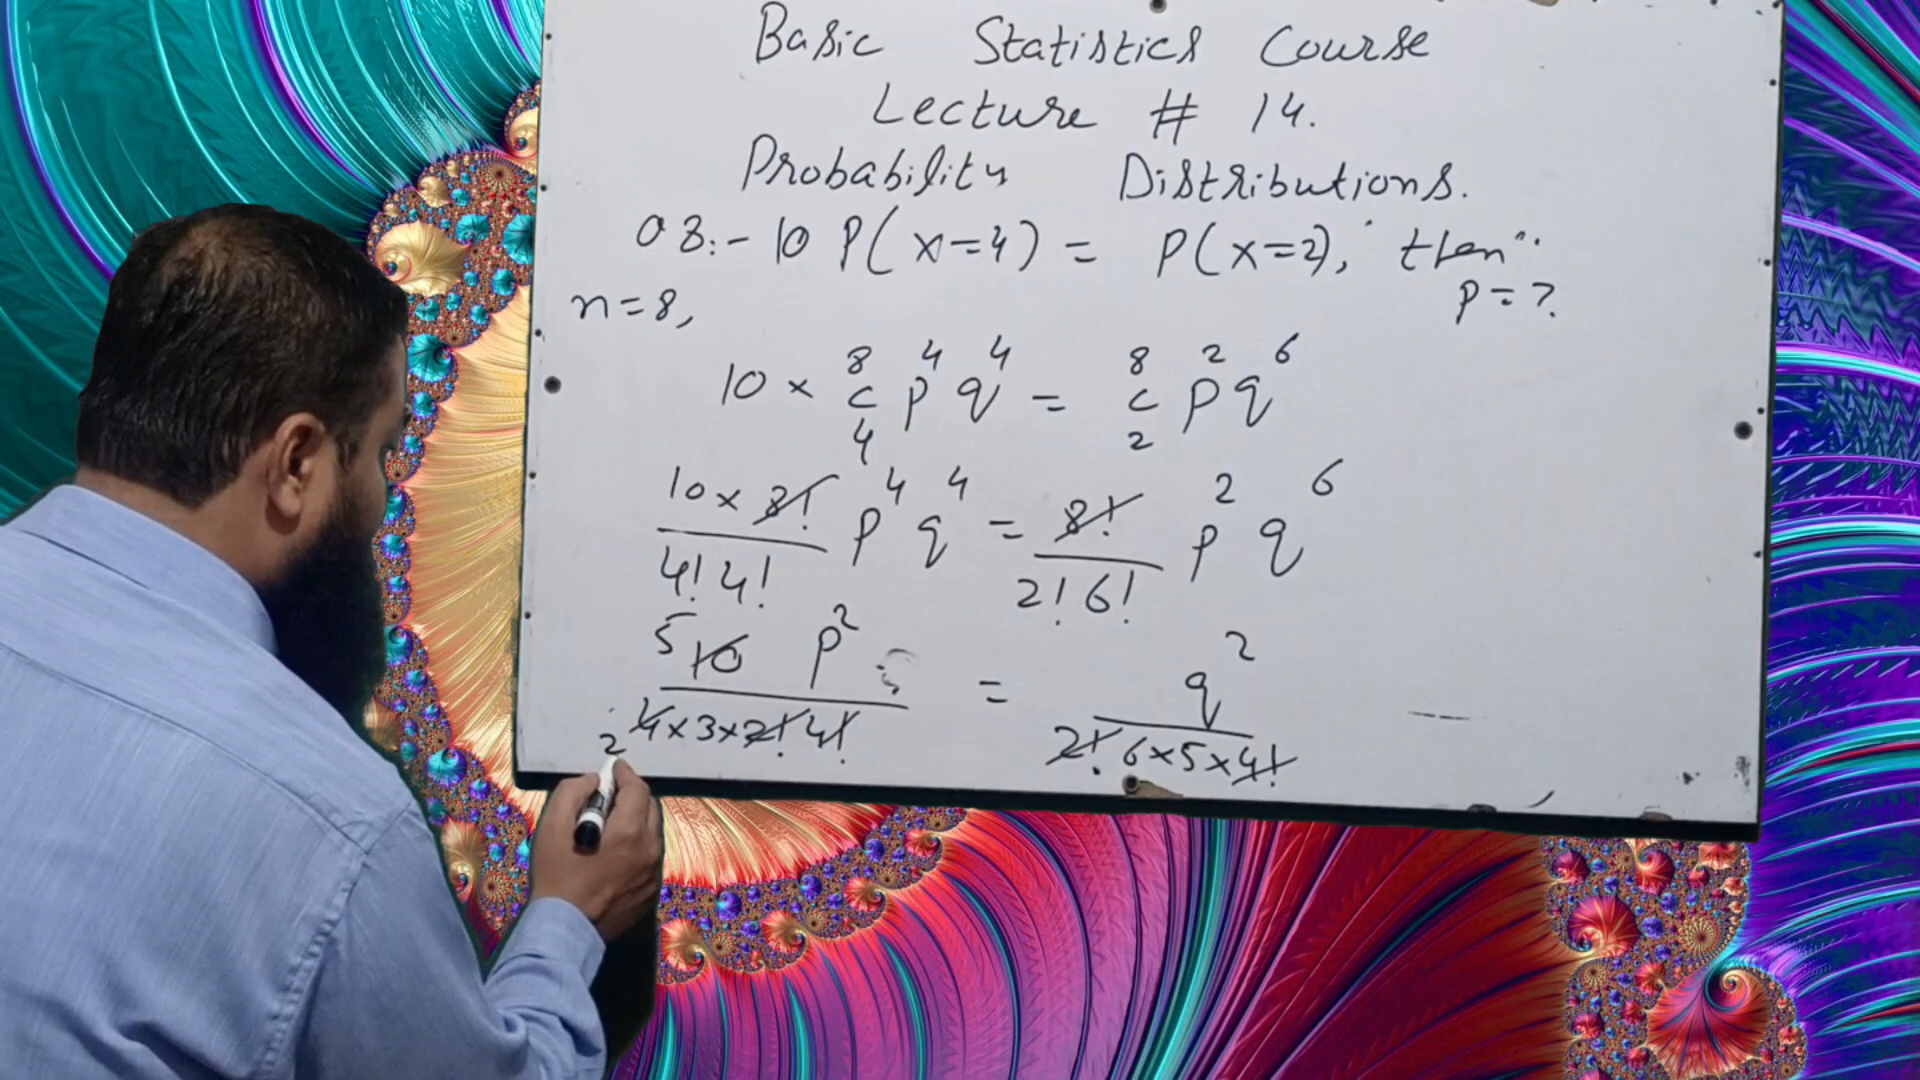 Basic Statistics Course
Lecture # 14.
Probability Distributions.
Q 8:- 10 P(x=4) = P(x=2), then
n=8, p=?
10 × ⁸C₄ p⁴ q⁴ = ⁸C₂ p² q⁶
10×8!/4!4! p⁴ q⁴ = 8!/2!6! p² q⁶
5 10 p²/2 4×3×2!4! = q²/2!6×5×4!